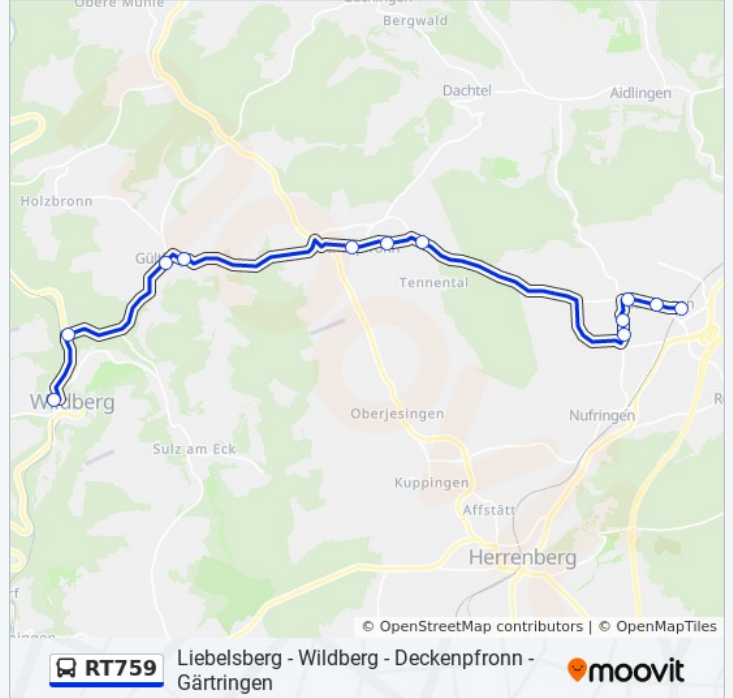 Obere Mühle
Bergwald
Dachtel
Aidlingen
Holzbronn
Gült
Tennental
Wildberg
Oberjesingen
Nufringen
Sulz am Eck
Kuppingen
Affstätt
Herrenberg
© OpenStreetMap contributors | © OpenMapTiles
RT759
Liebelsberg - Wildberg - Deckenpfronn -
Gärtringen
moovit